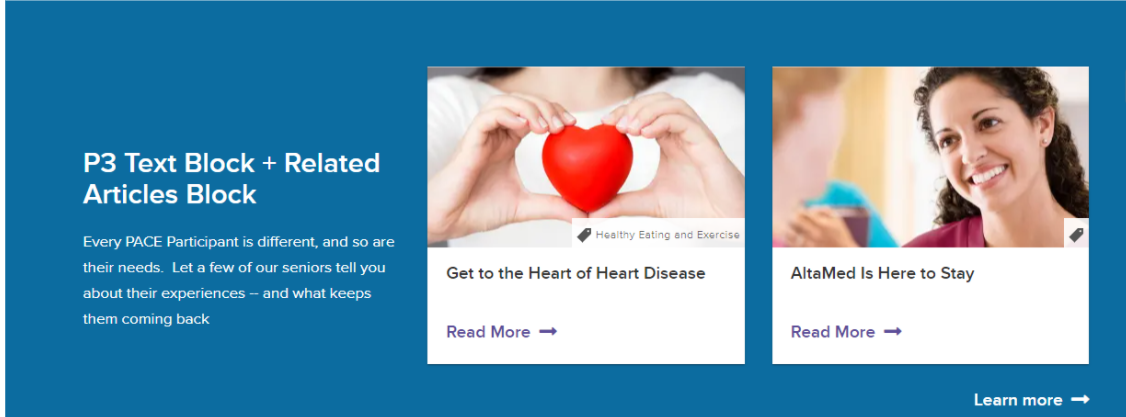 P3 Text Block + Related
Articles Block
Every PACE Participant is different, and so are
their needs.  Let a few of our seniors tell you
about their experiences -- and what keeps
them coming back
Healthy Eating and Exercise
Get to the Heart of Heart Disease
Read More
AltaMed Is Here to Stay
Read More
Learn more